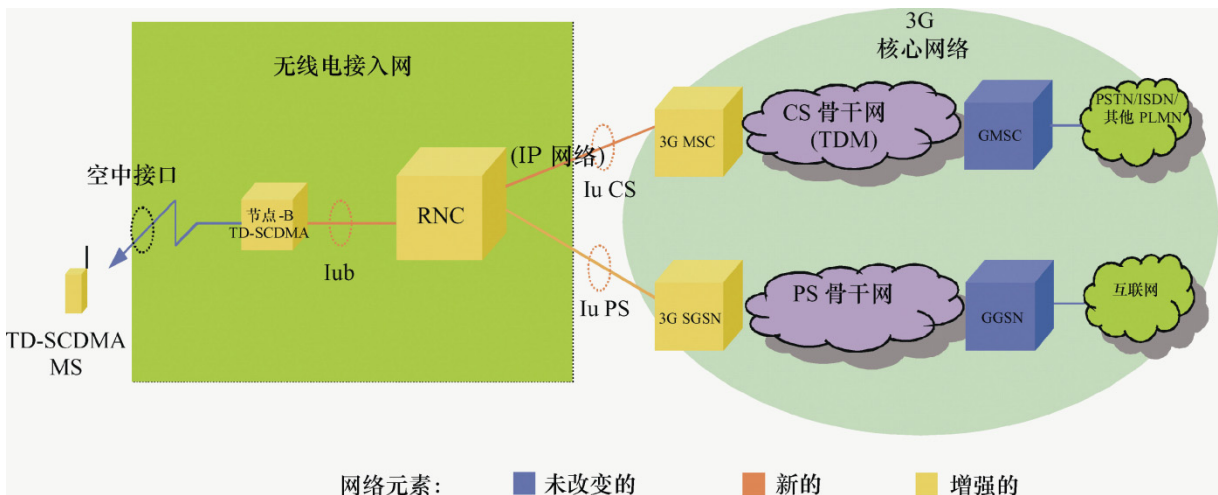 3G
核心网络
无线电接入网
空中接口
节点-B
TD-SCDMA
Iub
RNC
(IP 网络)
Iu CS
Iu PS
3G MSC
CS 骨干网
(TDM)
GMSC
PSTN/ISDN/
其他 PLMN
3G SGSN
PS 骨干网
GGSN
互联网
TD-SCDMA
MS
网络元素: 未改变的 新的 增强的